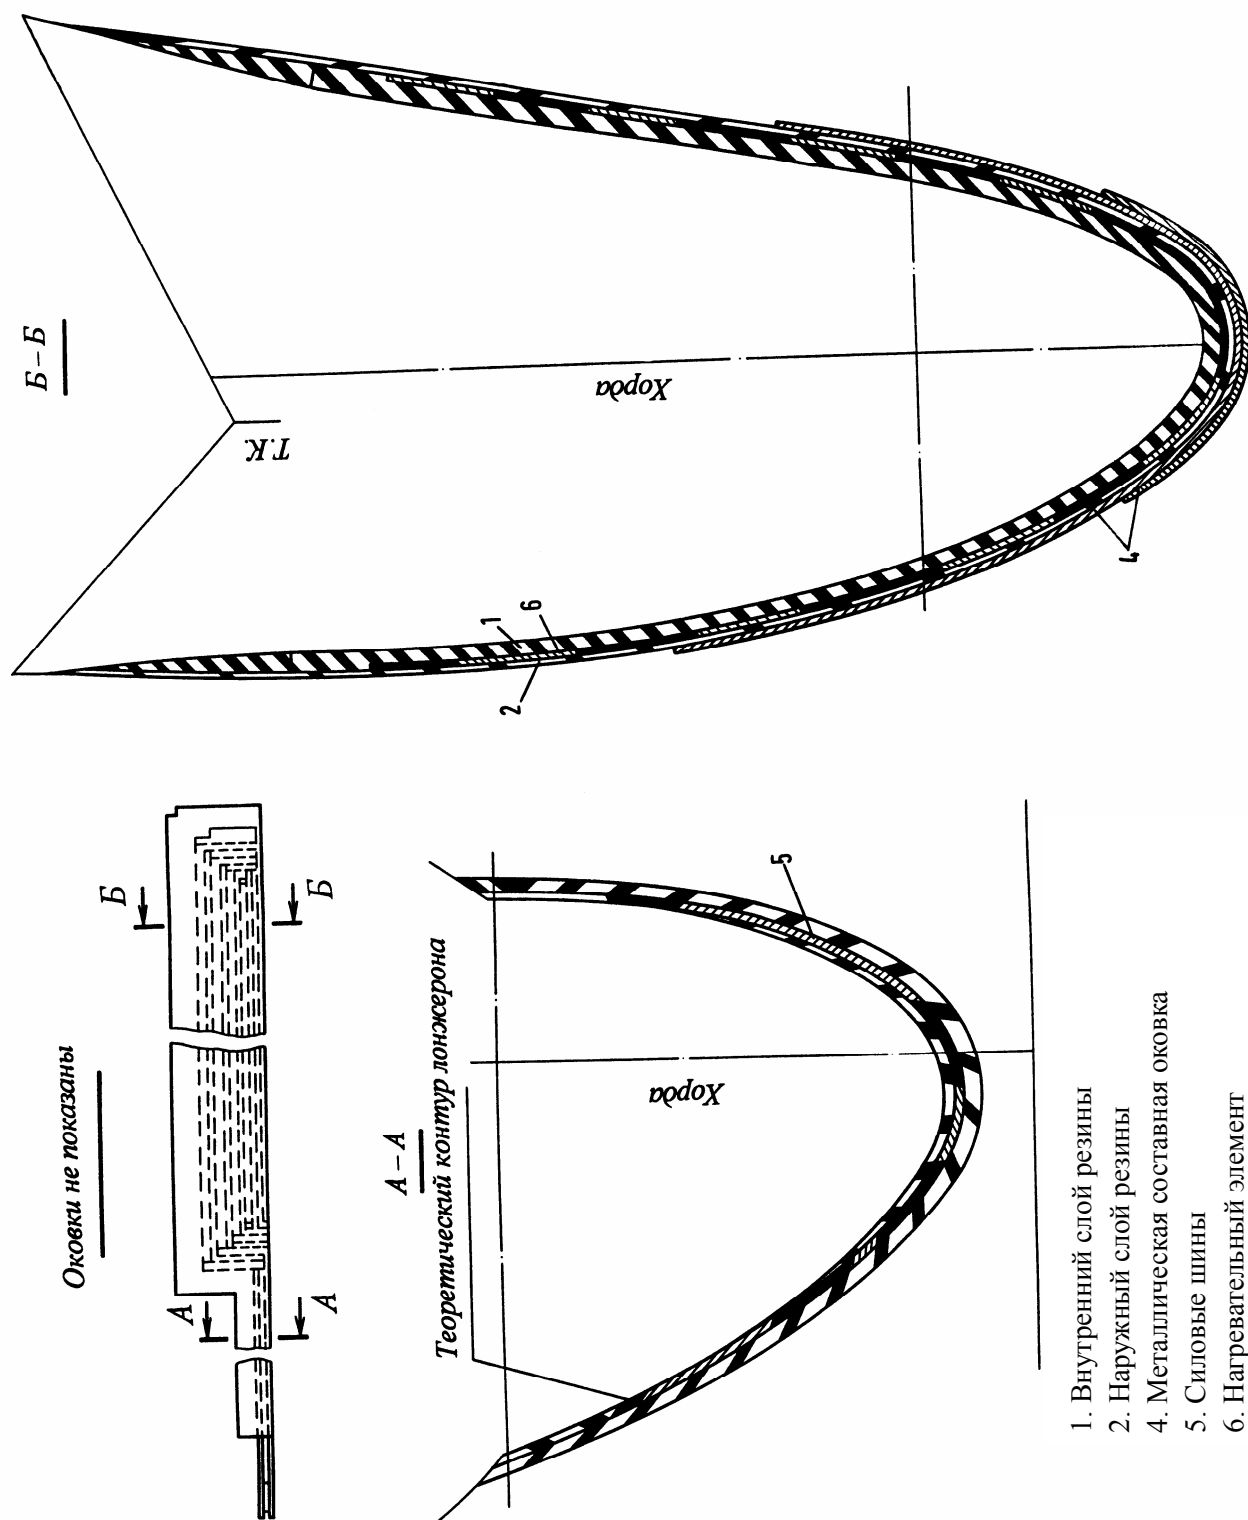 Оковки не показаны
А
А
Б
Б
А – А
Теоретический контур лонжерона
Хорда
5
Б – Б
Т.К.
Хорда
1
6
2
4
1. Внутренний слой резины
2. Наружный слой резины
4. Металлическая составная оковка
5. Силовые шины
6. Нагревательный элемент